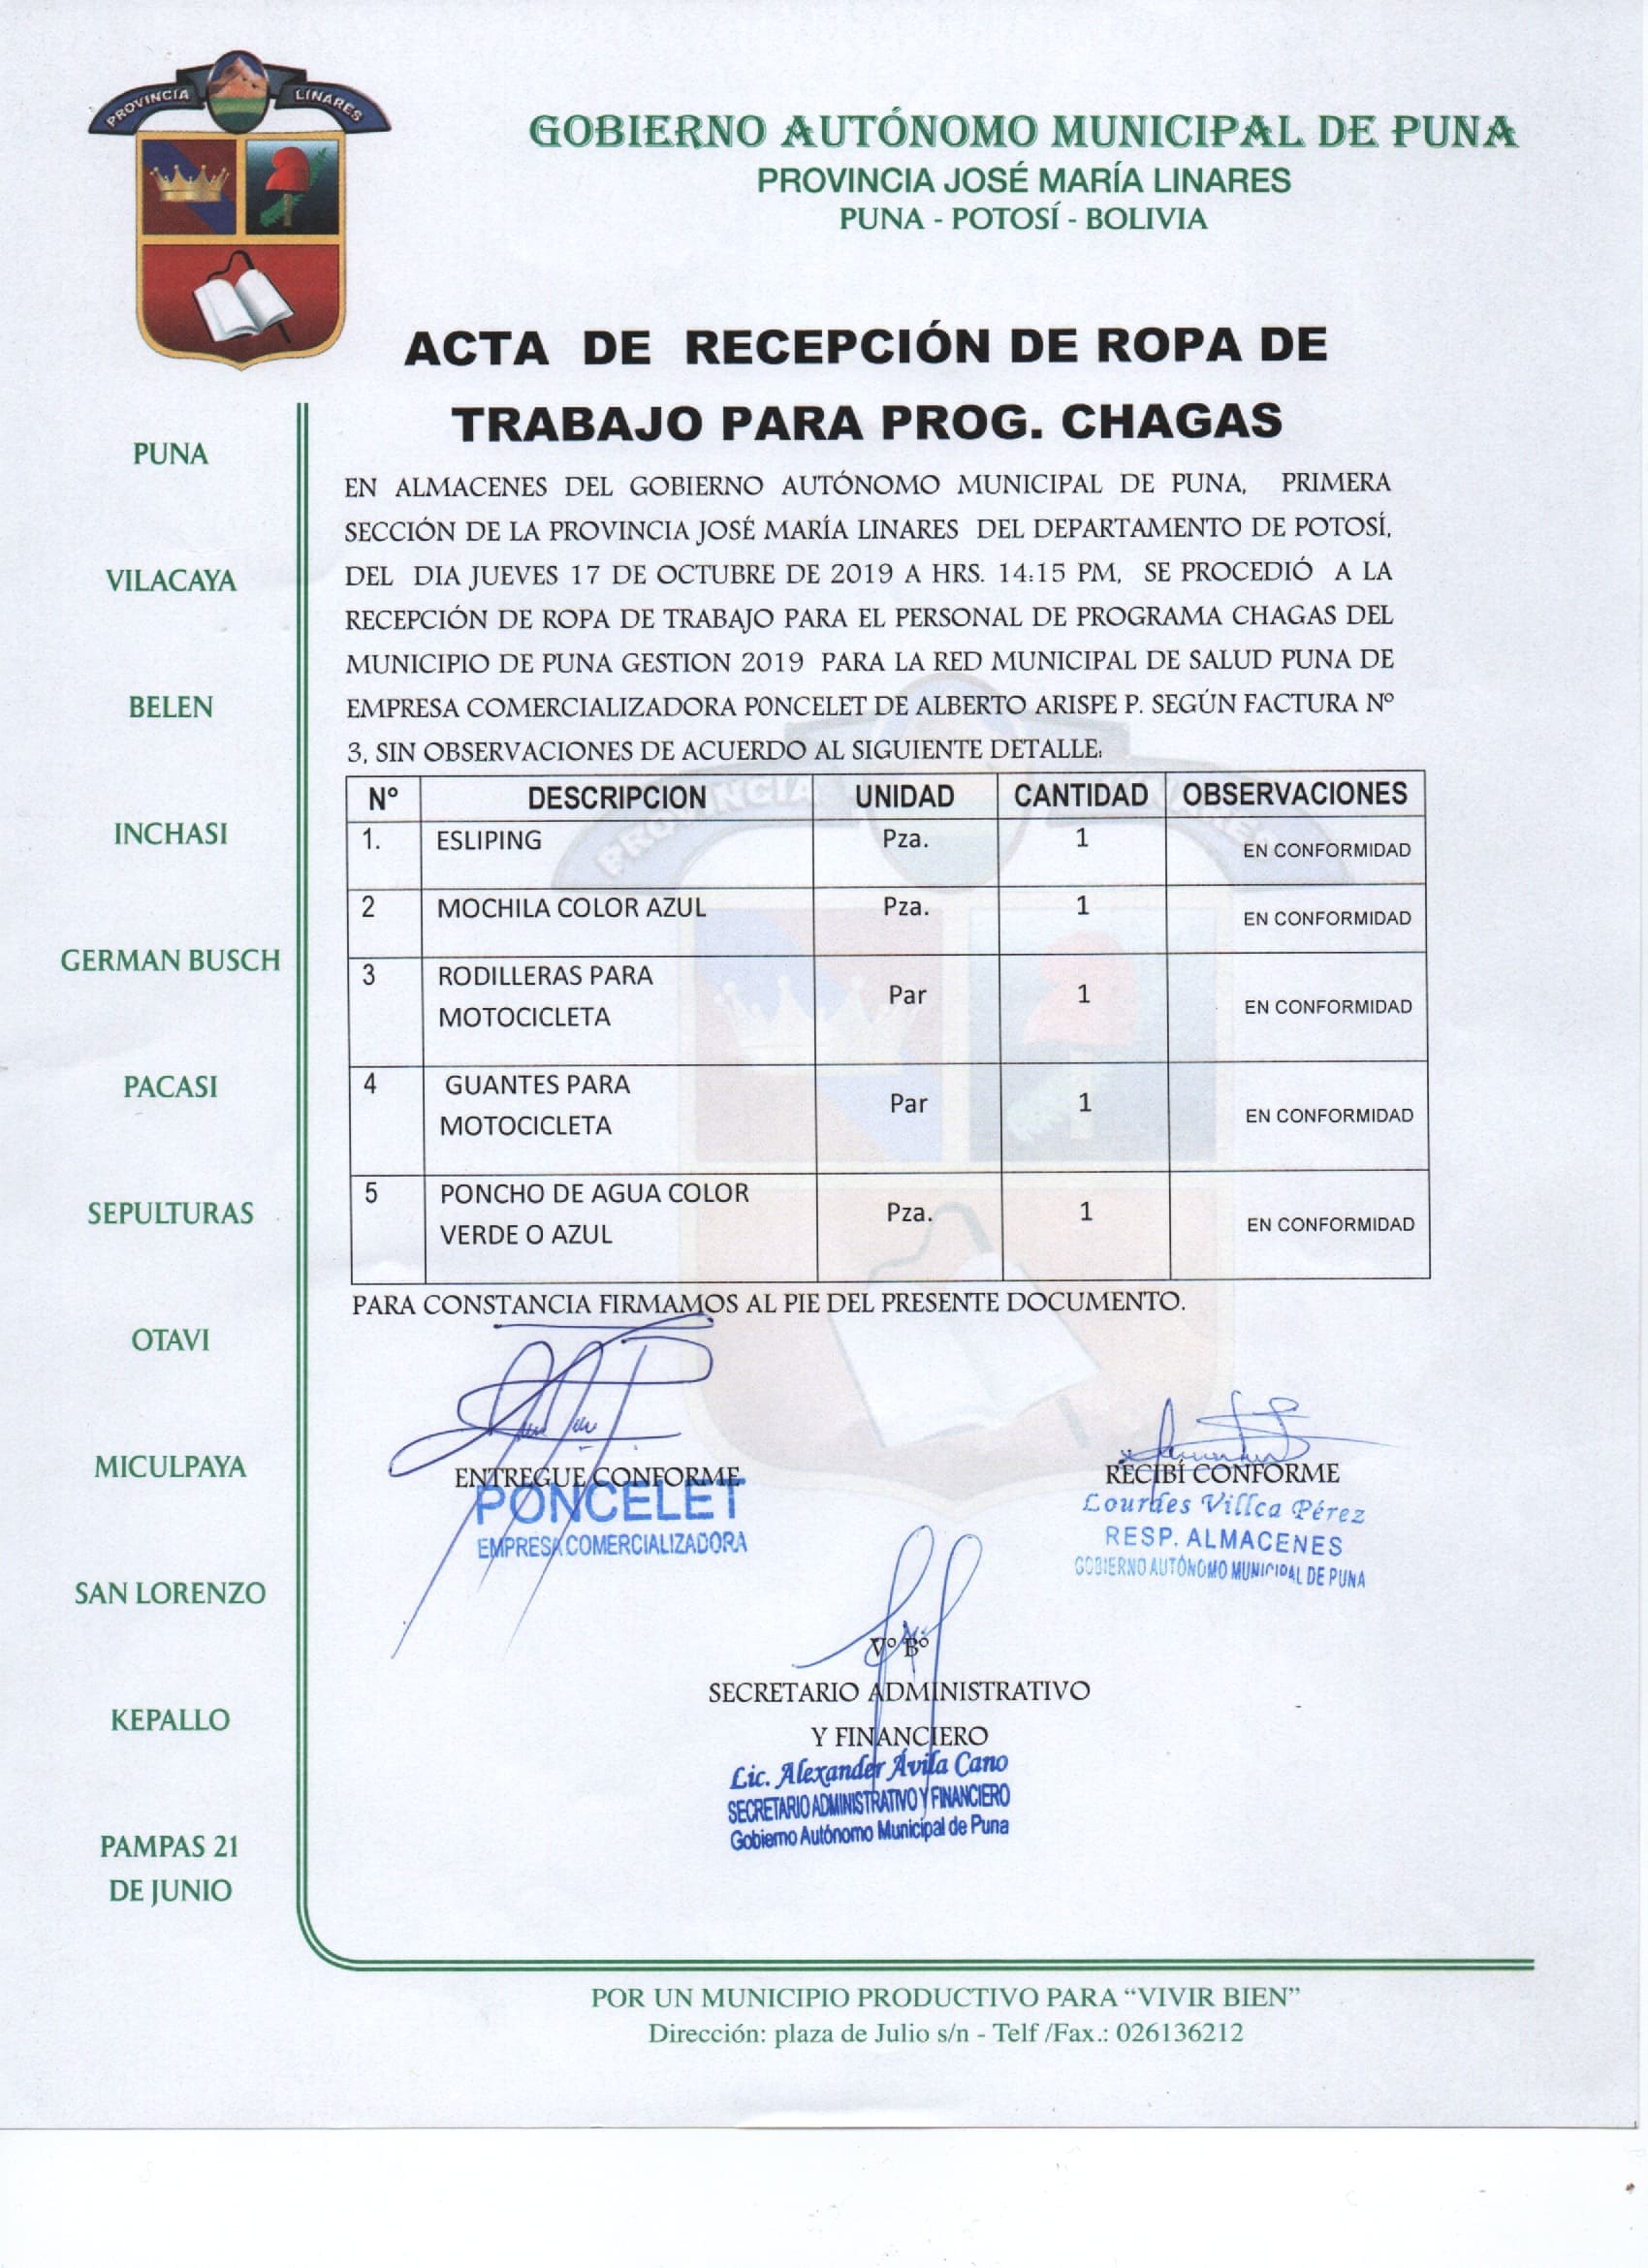 PROVINCIA LINARES
GOBIERNO AUTÓNOMO MUNICIPAL DE PUNA
PROVINCIA JOSÉ MARÍA LINARES
PUNA - POTOSÍ - BOLIVIA
ACTA DE RECEPCIÓN DE ROPA DE
TRABAJO PARA PROG. CHAGAS
PUNA
VILACAYA
BELEN
INCHASI
GERMAN BUSCH
PACASI
SEPULTURAS
OTAVI
MICULPAYA
SAN LORENZO
KEPALLO
PAMPAS 21
DE JUNIO
EN ALMACENES DEL GOBIERNO AUTÓNOMO MUNICIPAL DE PUNA, PRIMERA
SECCIÓN DE LA PROVINCIA JOSÉ MARÍA LINARES DEL DEPARTAMENTO DE POTOSÍ,
DEL DIA JUEVES 17 DE OCTUBRE DE 2019 A HRS. 14:15 PM, SE PROCEDIÓ A LA
RECEPCIÓN DE ROPA DE TRABAJO PARA EL PERSONAL DE PROGRAMA CHAGAS DEL
MUNICIPIO DE PUNA GESTION 2019 PARA LA RED MUNICIPAL DE SALUD PUNA DE
EMPRESA COMERCIALIZADORA PONCELET DE ALBERTO ARISPE P. SEGÚN FACTURA Nº
3, SIN OBSERVACIONES DE ACUERDO AL SIGUIENTE DETALLE:
N° DESCRIPCION UNIDAD CANTIDAD OBSERVACIONES
1. ESLIPING Pza. 1 EN CONFORMIDAD
2 MOCHILA COLOR AZUL Pza. 1 EN CONFORMIDAD
3 RODILLERAS PARA
MOTOCICLETA Par 1 EN CONFORMIDAD
4 GUANTES PARA
MOTOCICLETA Par 1 EN CONFORMIDAD
5 PONCHO DE AGUA COLOR
VERDE O AZUL Pza. 1 EN CONFORMIDAD
PARA CONSTANCIA FIRMAMOS AL PIE DEL PRESENTE DOCUMENTO.
ENTREGUE CONFORME
PONCELET
EMPRESA COMERCIALIZADORA
RECIBÍ CONFORME
Lourdes Villca Pérez
RESP. ALMACENES
GOBIERNO AUTÓNOMO MUNICIPAL DE PUNA
Vº Bº
SECRETARIO ADMINISTRATIVO
Y FINANCIERO
Lic. Alexander Ávila Cano
SECRETARIO ADMINISTRATIVO Y FINANCIERO
Gobierno Autónomo Municipal de Puna
POR UN MUNICIPIO PRODUCTIVO PARA “VIVIR BIEN”
Dirección: plaza de Julio s/n - Telf /Fax.: 026136212